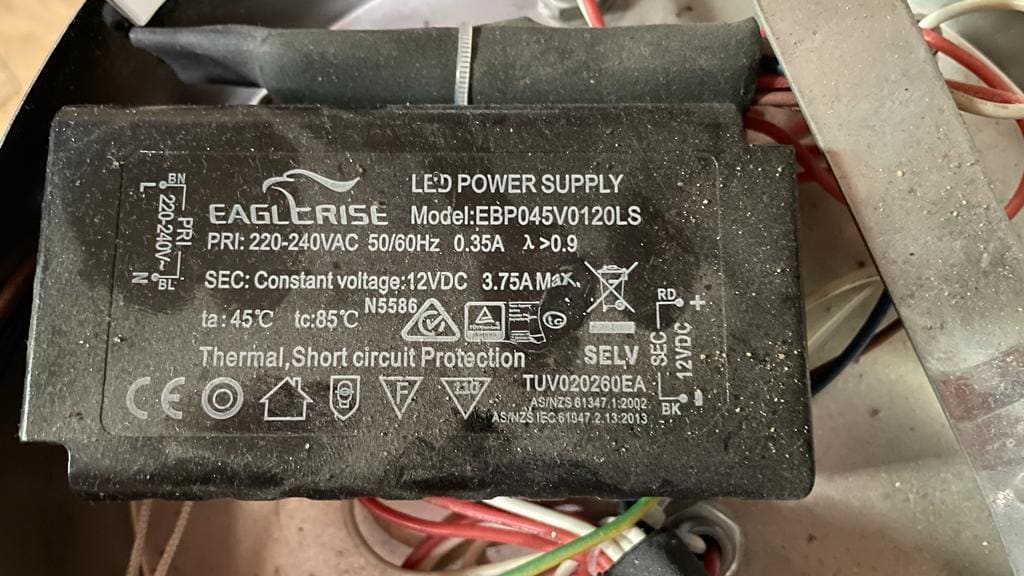 LED POWER SUPPLY
EAGLERISE Model:EBP045V0120LS
PRI: 220-240VAC 50/60Hz 0.35A λ >0.9
SEC: Constant voltage:12VDC 3.75A Max.
N5586
ta: 45℃ tc:85℃
Thermal,Short circuit Protection
SELV
TUV020260EA
AS/NZS 61347.1:2002
AS/NZS IEC 61347.2.13:2013
CE
F
110
BN
L
PRI
220-240V~
N
BL
RD +
SEC
12VDC
BK